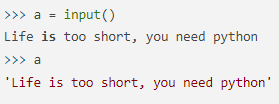 >>> a = input()
Life is too short, you need python
>>> a
'Life is too short, you need python'